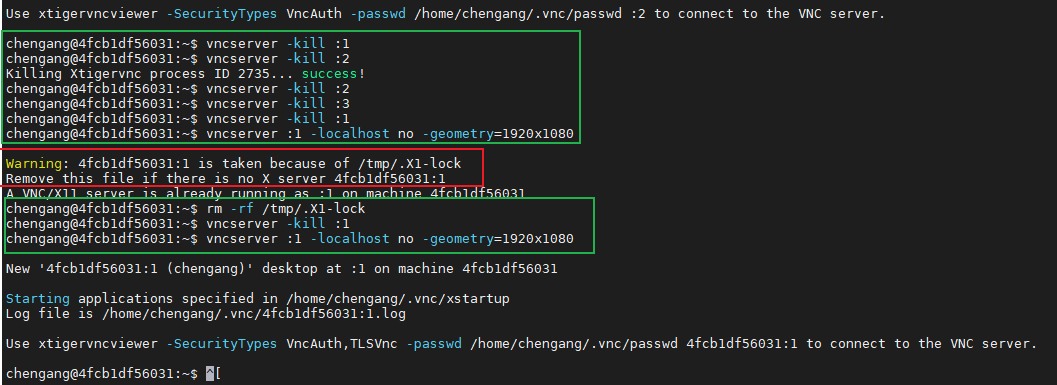 Use xtigervncviewer -SecurityTypes VncAuth -passwd /home/chengang/.vnc/passwd :2 to connect to the VNC server.
chengang@4fcb1df56031:~$ vncserver -kill :1
chengang@4fcb1df56031:~$ vncserver -kill :2
Killing Xtigervnc process ID 2735... success!
chengang@4fcb1df56031:~$ vncserver -kill :2
chengang@4fcb1df56031:~$ vncserver -kill :3
chengang@4fcb1df56031:~$ vncserver -kill :1
chengang@4fcb1df56031:~$ vncserver :1 -localhost no -geometry=1920x1080
Warning: 4fcb1df56031:1 is taken because of /tmp/.X1-lock
Remove this file if there is no X server 4fcb1df56031:1
A VNC/X11 server is already running as :1 on machine 4fcb1df56031
chengang@4fcb1df56031:~$ rm -rf /tmp/.X1-lock
chengang@4fcb1df56031:~$ vncserver -kill :1
chengang@4fcb1df56031:~$ vncserver :1 -localhost no -geometry=1920x1080
New '4fcb1df56031:1 (chengang)' desktop at :1 on machine 4fcb1df56031
Starting applications specified in /home/chengang/.vnc/xstartup
Log file is /home/chengang/.vnc/4fcb1df56031:1.log
Use xtigervncviewer -SecurityTypes VncAuth,TLSVnc -passwd /home/chengang/.vnc/passwd 4fcb1df56031:1 to connect to the VNC server.
chengang@4fcb1df56031:~$ ^[